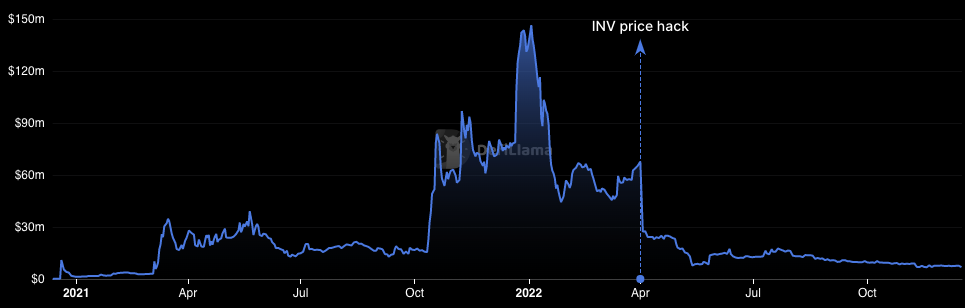 $150m
INV price hack
$120m
$90m
DefiLlama
$60m
$30m
$0
2021 Apr Jul Oct 2022 Apr Jul Oct